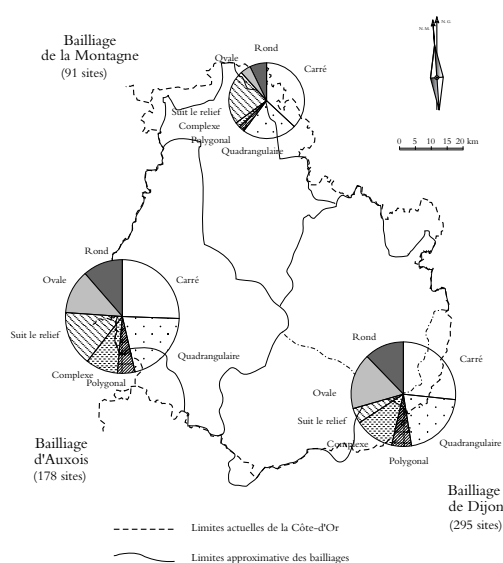 Bailliage
de la Montagne
(91 sites)
Ovale
Rond
Carré
Suit le relief
Complexe
Polygonal
Quadrangulaire
N.M.
N.G.
0 5 10 15 20 km
Rond
Ovale
Carré
Suit le relief
Quadrangulaire
Complexe
Polygonal
Bailliage
d'Auxois
(178 sites)
Rond
Carré
Ovale
Suit le relief
Complexe
Quadrangulaire
Polygonal
Bailliage
de Dijon
(295 sites)
Limites actuelles de la Côte-d'Or
Limites approximative des bailliages